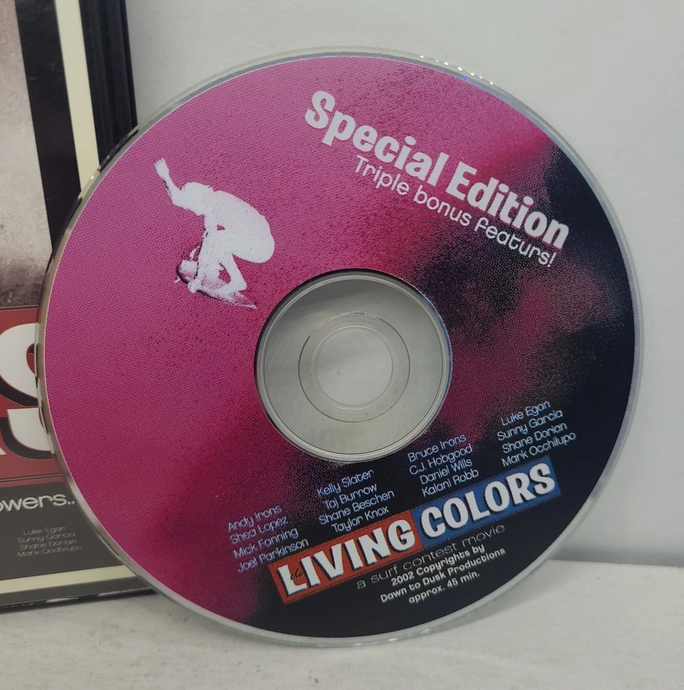 Special Edition
Triple bonus featurs!
Andy Irons
Shea Lopez
Mick Fanning
Joel Parkinson
Kelly Slater
Taj Burrow
Shane Beschen
Taylor Knox
Bruce Irons
CJ Hobgood
Daniel Wills
Kalani Robb
Luke Egan
Sunny Garcia
Shane Dorian
Mark Occhilupo
LIVING COLORS
a surf contest movie
2002 Copyrights by
Dawn to Dusk Productions
approx. 45 min.
S
owers..
Luke Egan
Sunny Garcia
Shane Dorian
Mark Occhilupo